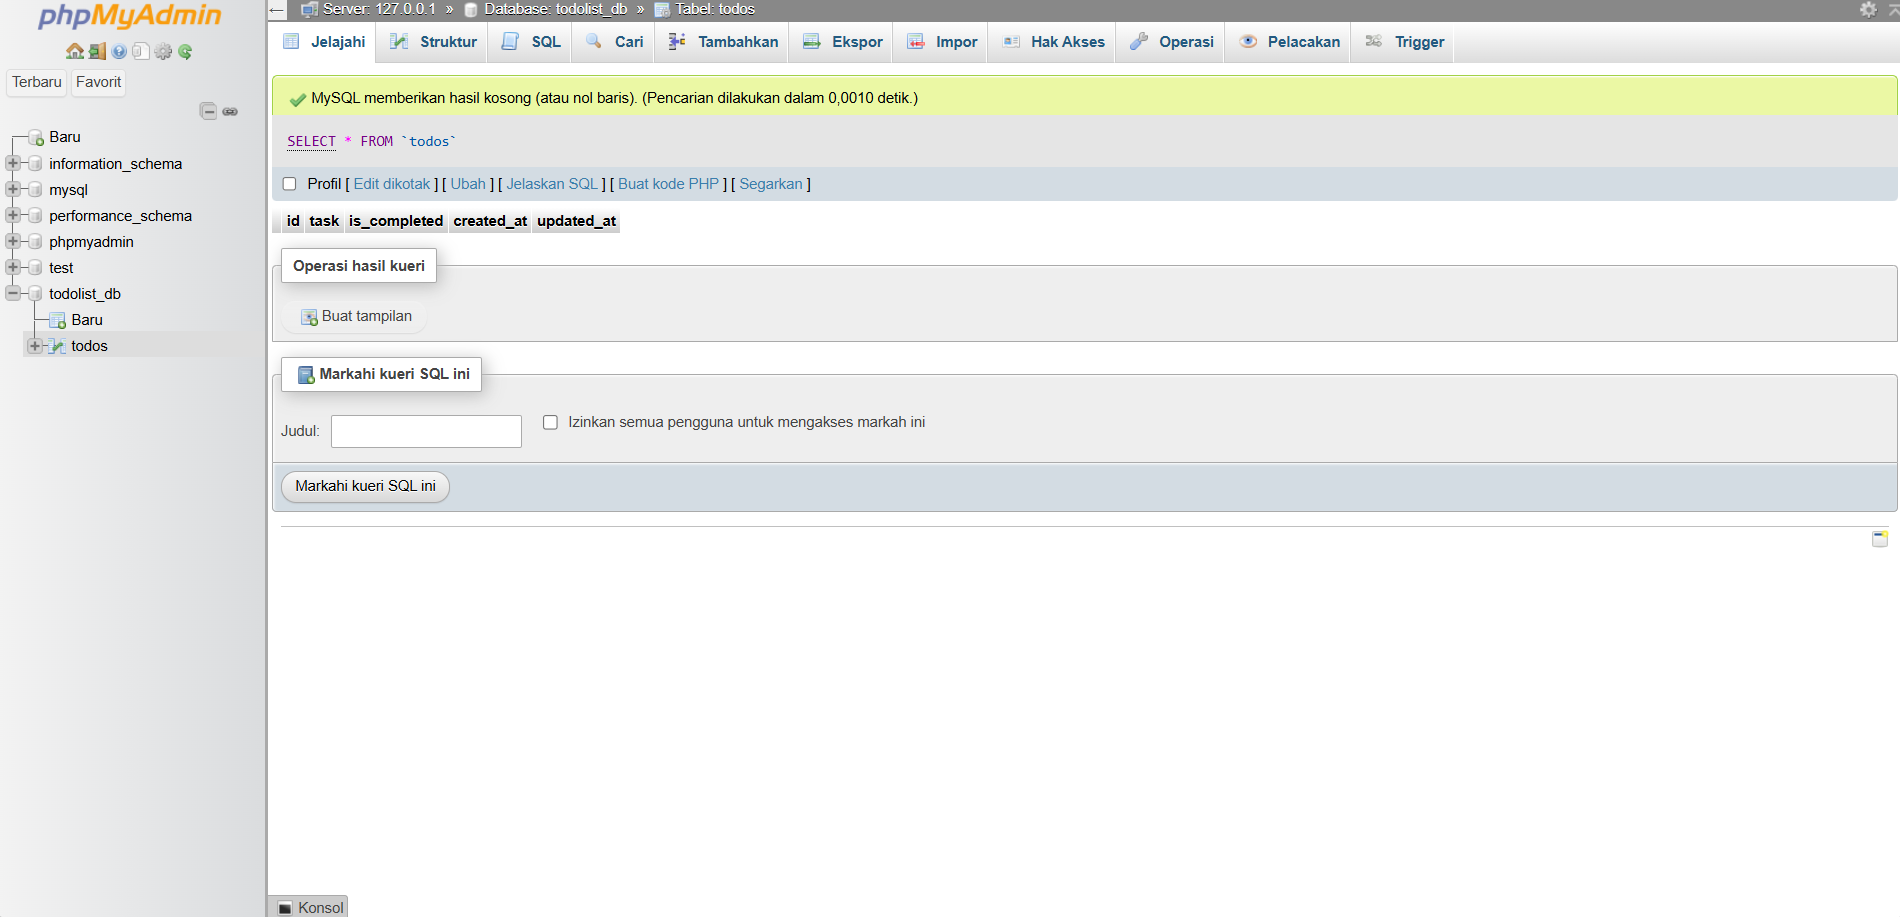 phpMyAdmin
Terbaru Favorit
Baru
information_schema
mysql
performance_schema
phpmyadmin
test
todolist_db
Baru
todos
Server: 127.0.0.1 » Database: todolist_db » Tabel: todos
Jelajahi Struktur SQL Cari Tambahkan Ekspor Impor Hak Akses Operasi Pelacakan Trigger
MySQL memberikan hasil kosong (atau nol baris). (Pencarian dilakukan dalam 0,0010 detik.)
SELECT * FROM `todos`
Profil [ Edit dikotak ] [ Ubah ] [ Jelaskan SQL ] [ Buat kode PHP ] [ Segarkan ]
id task is_completed created_at updated_at
Operasi hasil kueri
Buat tampilan
Markahi kueri SQL ini
Judul: Izinkan semua pengguna untuk mengakses markah ini
Markahi kueri SQL ini
Konsol